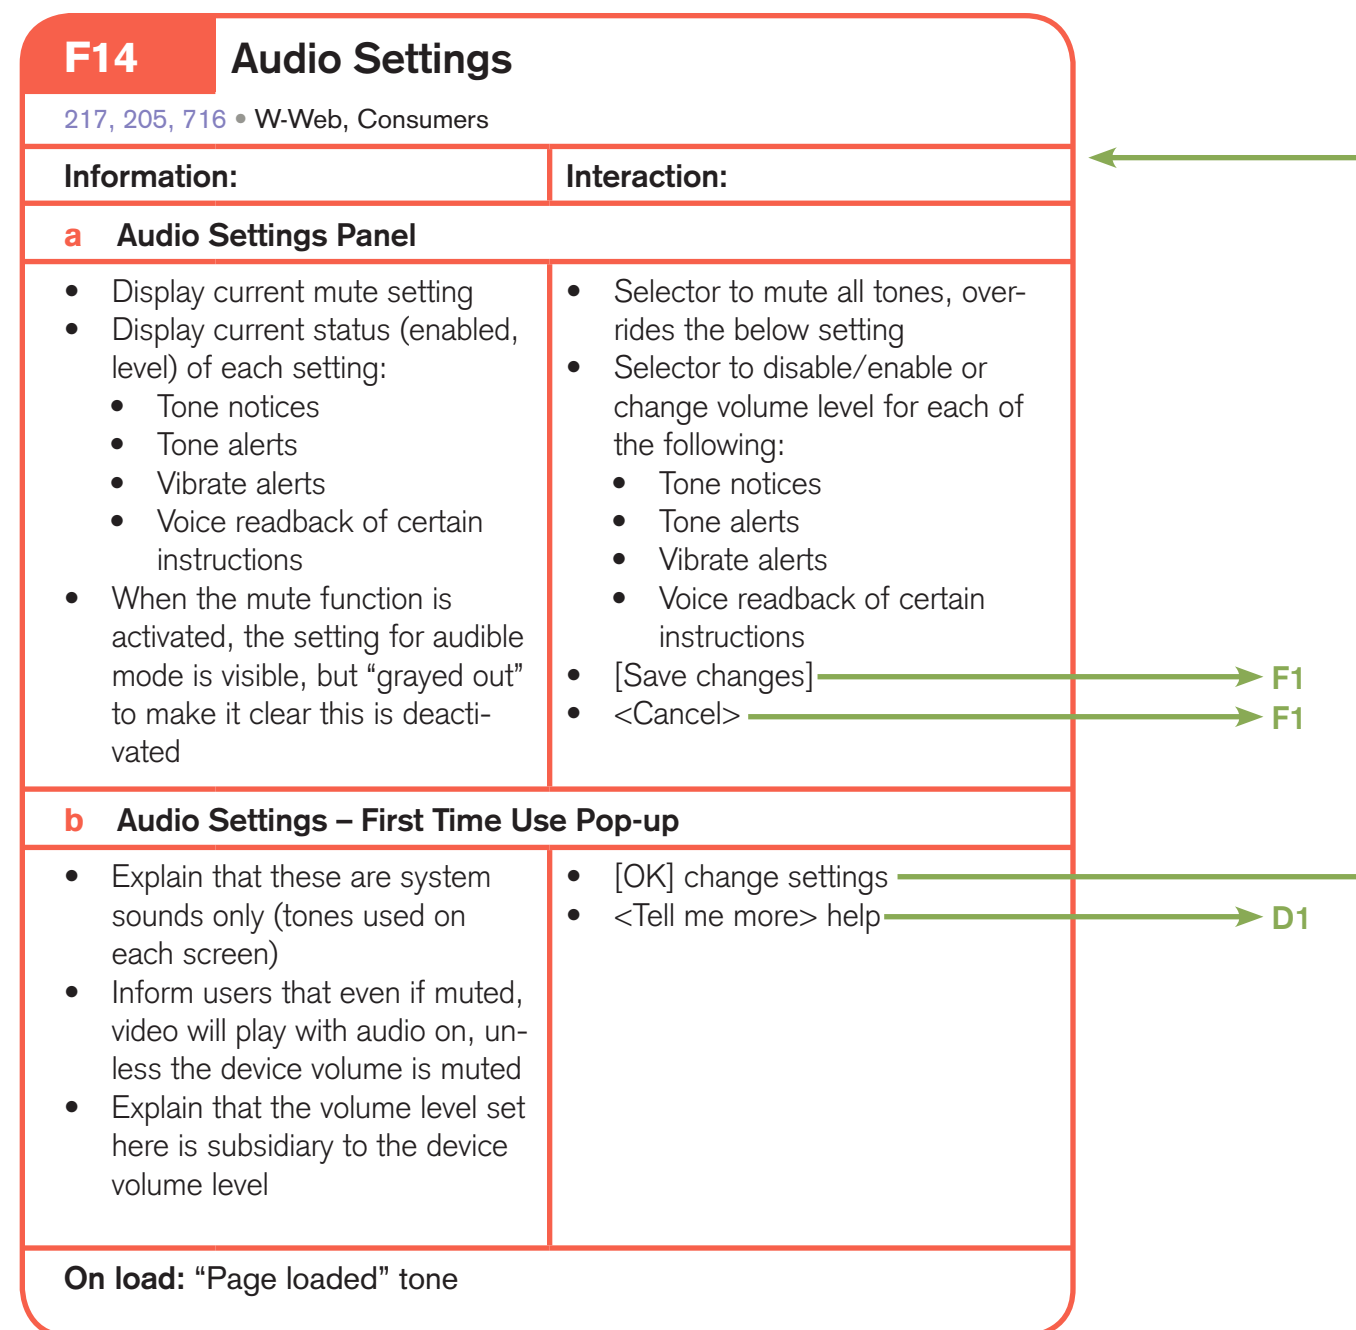 F14 Audio Settings
217, 205, 716 • W-Web, Consumers
Information: Interaction:
a Audio Settings Panel
• Display current mute setting
• Display current status (enabled,
level) of each setting:
• Tone notices
• Tone alerts
• Vibrate alerts
• Voice readback of certain
instructions
• When the mute function is
activated, the setting for audible
mode is visible, but “grayed out”
to make it clear this is deacti-
vated
• Selector to mute all tones, over-
rides the below setting
• Selector to disable/enable or
change volume level for each of
the following:
• Tone notices
• Tone alerts
• Vibrate alerts
• Voice readback of certain
instructions
• [Save changes] F1
• <Cancel> F1
b Audio Settings – First Time Use Pop-up
• Explain that these are system
sounds only (tones used on
each screen)
• Inform users that even if muted,
video will play with audio on, un-
less the device volume is muted
• Explain that the volume level set
here is subsidiary to the device
volume level
• [OK] change settings
• <Tell me more> help D1
On load: “Page loaded” tone